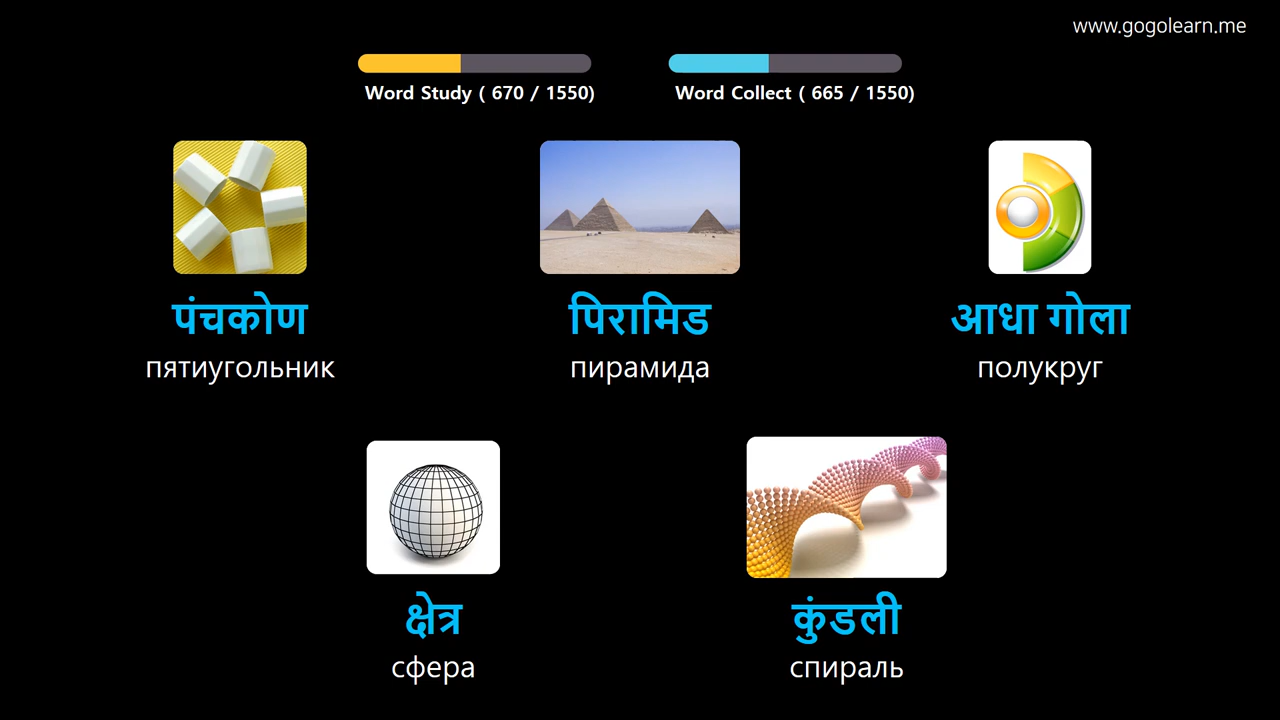 www.gogolearn.me
Word Study ( 670 / 1550)
Word Collect ( 665 / 1550)
पंचकोण
пятиугольник
पिरामिड
пирамида
आधा गोला
полукруг
क्षेत्र
сфера
कुंडली
спираль